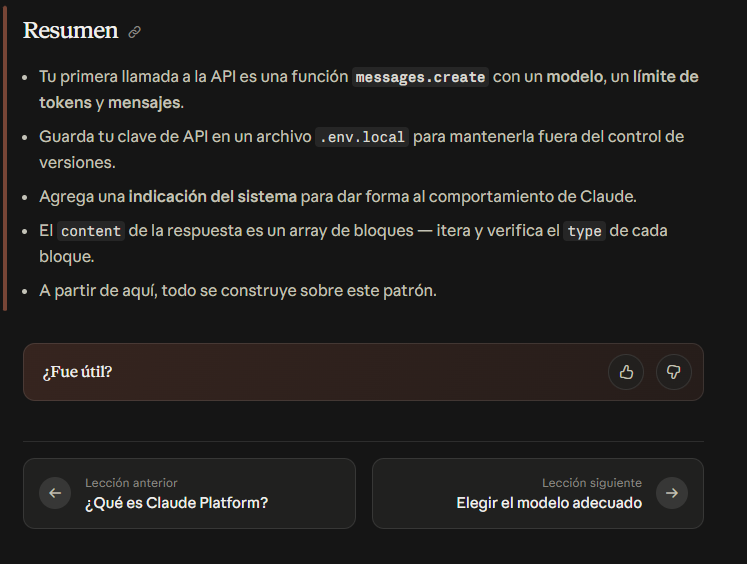 Resumen
Tu primera llamada a la API es una función messages.create con un modelo, un límite de
tokens y mensajes.
Guarda tu clave de API en un archivo .env.local para mantenerla fuera del control de
versiones.
Agrega una indicación del sistema para dar forma al comportamiento de Claude.
El content de la respuesta es un array de bloques — itera y verifica el type de cada
bloque.
A partir de aquí, todo se construye sobre este patrón.
¿Fue útil?
Lección anterior
¿Qué es Claude Platform?
Lección siguiente
Elegir el modelo adecuado